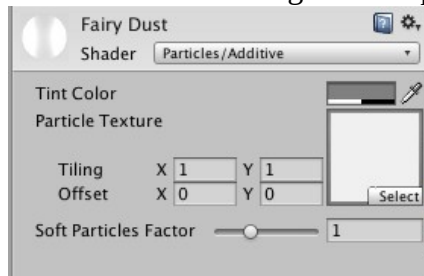 Fairy Dust
Shader Particles/Additive
Tint Color
Particle Texture
Tiling X 1 Y 1
Offset X 0 Y 0
Select
Soft Particles Factor 1